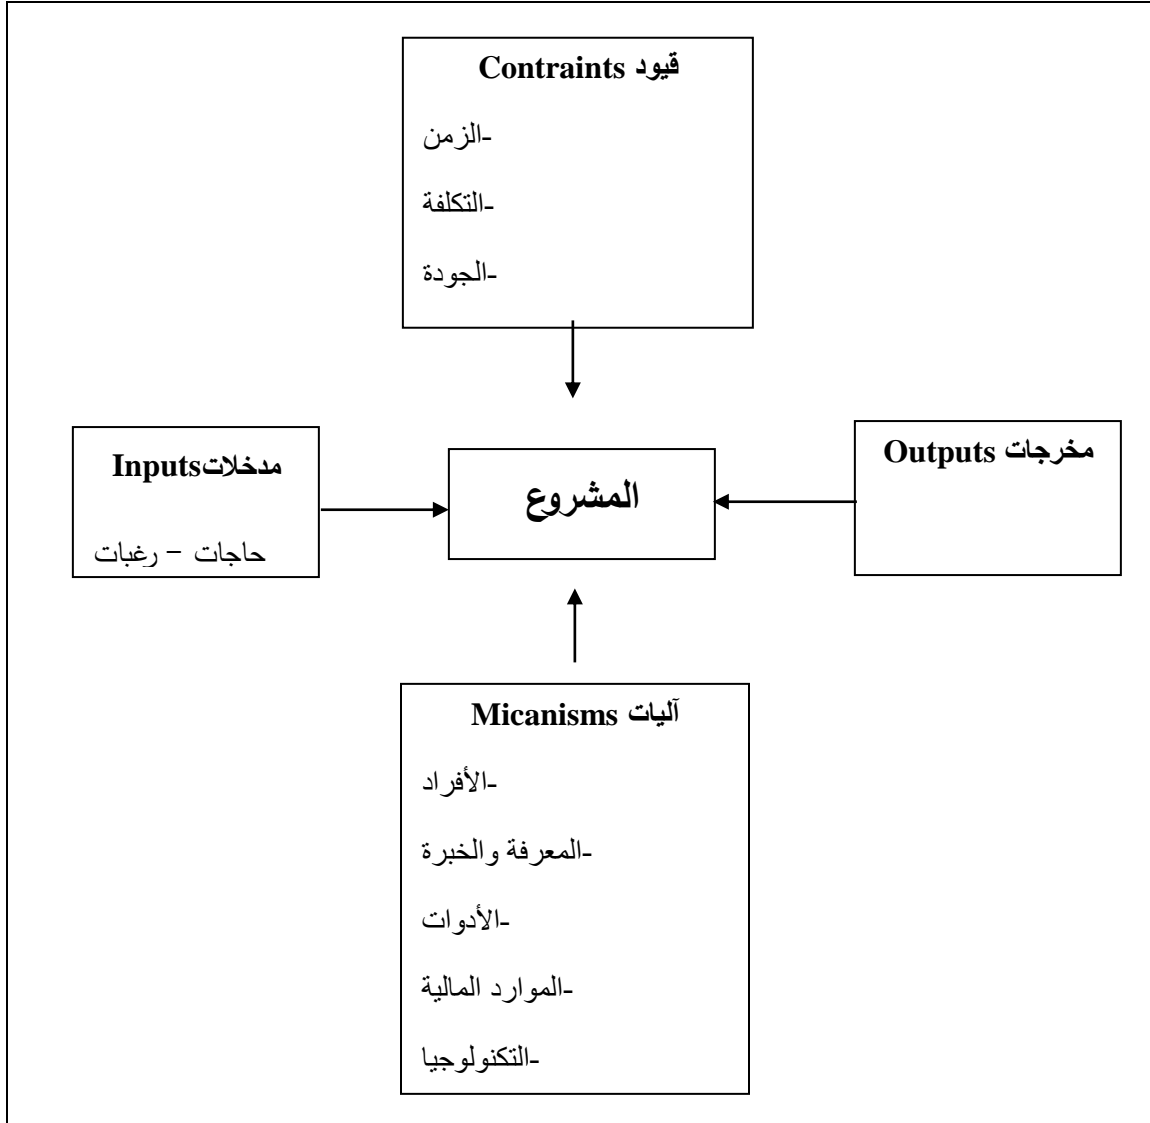 قيود Contraints
-الزمن
-التكلفة
-الجودة
مخرجات Outputs
المشروع
مدخلاتInputs
حاجات – رغبات
آليات Micanisms
-الأفراد
-المعرفة والخبرة
-الأدوات
-الموارد المالية
-التكنولوجيا